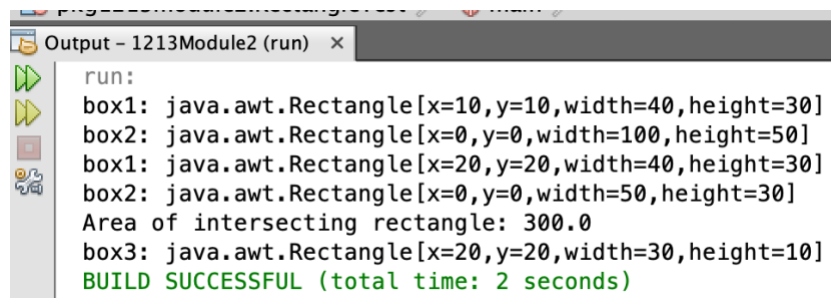 Output – 1213Module2 (run) ×
run:
box1: java.awt.Rectangle[x=10,y=10,width=40,height=30]
box2: java.awt.Rectangle[x=0,y=0,width=100,height=50]
box1: java.awt.Rectangle[x=20,y=20,width=40,height=30]
box2: java.awt.Rectangle[x=0,y=0,width=50,height=30]
Area of intersecting rectangle: 300.0
box3: java.awt.Rectangle[x=20,y=20,width=30,height=10]
BUILD SUCCESSFUL (total time: 2 seconds)